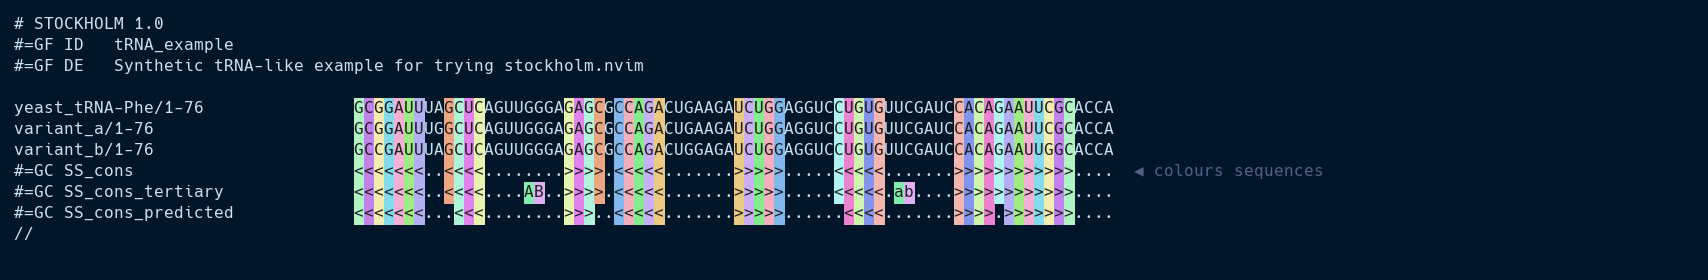 # STOCKHOLM 1.0
#=GF ID   tRNA_example
#=GF DE   Synthetic tRNA-like example for trying stockholm.nvim
yeast_tRNA-Phe/1-76               GCGGAUUUAGCUCAGUUGGGAGAGCGCCAGACUGAAGAUCUGGAGGUCCUGUGUUCGAUCCACAGAAUUCGCACCA
variant_a/1-76                    GCGGAUUUGGCUCAGUUGGGAGAGCGCCAGACUGAAGAUCUGGAGGUCCUGUGUUCGAUCCACAGAAUUCGCACCA
variant_b/1-76                    GCCGAUUUAGCUCAGUUGGGAGAGCGCCAGACUGGAGAUCUGGAGGUCCUGUGUUCGAUCCACAGAAUUGGCACCA
#=GC SS_cons                      <<<<<<<..<<<<........>>>>.<<<<<.......>>>>>.....<<<<<.......>>>>>>>>>>>>....  ◀ colours sequences
#=GC SS_cons_tertiary             <<<<<<<..<<<<....AB..>>>>.<<<<<.......>>>>>.....<<<<<.ab....>>>>>>>>>>>>....
#=GC SS_cons_predicted            <<<<<<<...<<<........>>>..<<<<<.......>>>>>......<<<<.......>>>>.>>>>>>>....
//